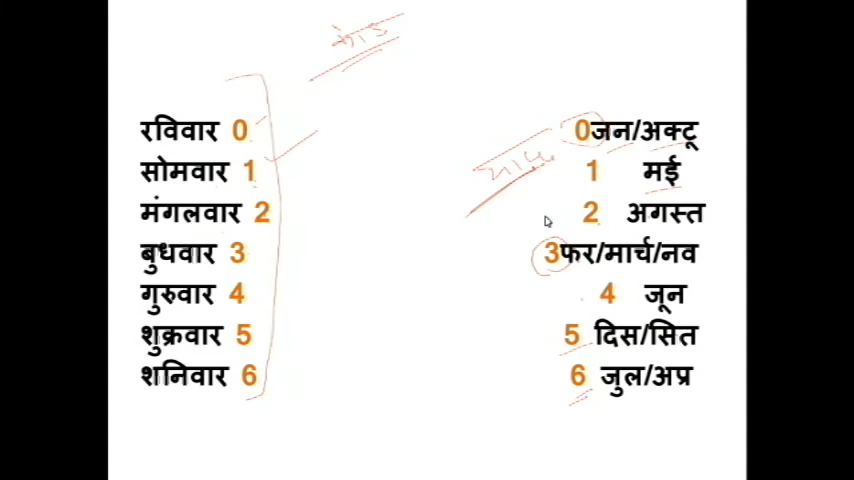 कोड
रविवार 0
सोमवार 1
मंगलवार 2
बुधवार 3
गुरुवार 4
शुक्रवार 5
शनिवार 6
0जन/अक्टू
1 मई
2 अगस्त
3फर/मार्च/नव
4 जून
5 दिस/सित
6 जुल/अप्र